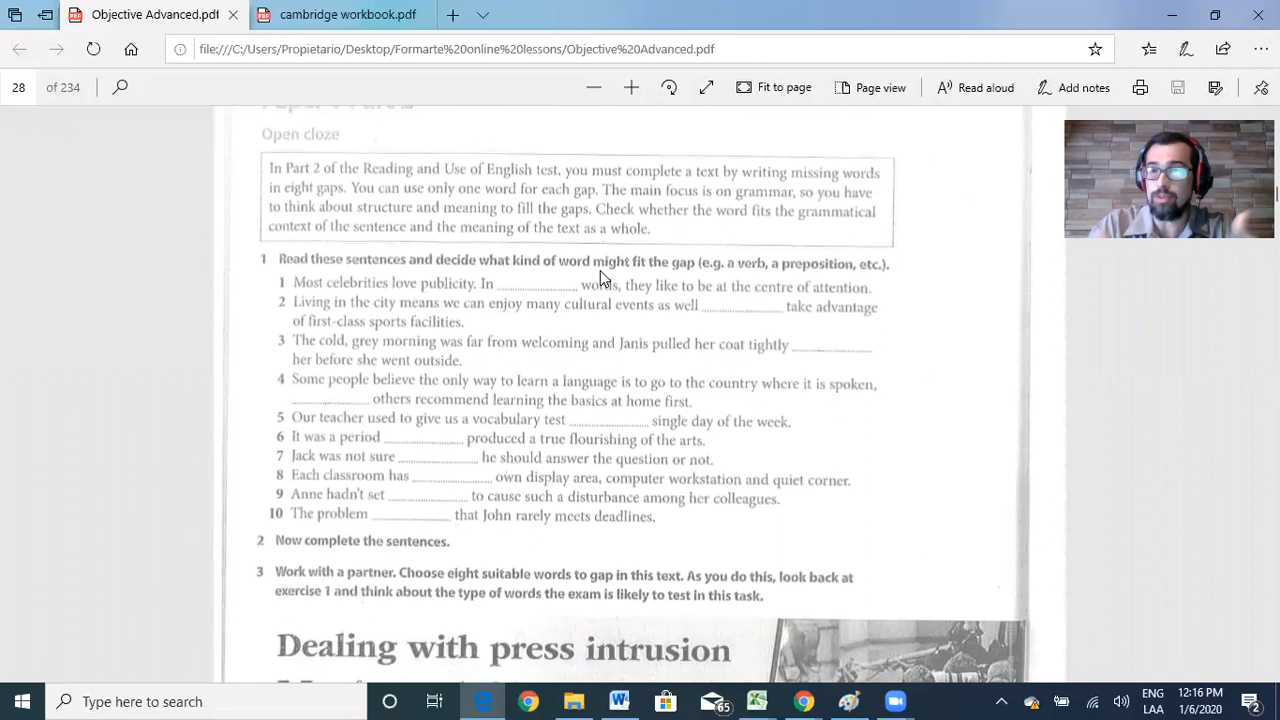 Objective Advanced.pdf
cambridge book.pdf
file:///C:/Users/Propietario/Desktop/Formarte%20online%20lessons/Objective%20Advanced.pdf
28 of 234
Fit to page
Page view
Read aloud
Add notes
Open cloze
In Part 2 of the Reading and Use of English test, you must complete a text by writing missing words
in eight gaps. You can use only one word for each gap. The main focus is on grammar, so you have
to think about structure and meaning to fill the gaps. Check whether the word fits the grammatical
context of the sentence and the meaning of the text as a whole.
1 Read these sentences and decide what kind of word might fit the gap (e.g. a verb, a preposition, etc.).
1 Most celebrities love publicity. In .................... words, they like to be at the centre of attention.
2 Living in the city means we can enjoy many cultural events as well .................... take advantage
of first-class sports facilities.
3 The cold, grey morning was far from welcoming and Janis pulled her coat tightly ....................
her before she went outside.
4 Some people believe the only way to learn a language is to go to the country where it is spoken,
.................... others recommend learning the basics at home first.
5 Our teacher used to give us a vocabulary test .................... single day of the week.
6 It was a period .................... produced a true flourishing of the arts.
7 Jack was not sure .................... he should answer the question or not.
8 Each classroom has .................... own display area, computer workstation and quiet corner.
9 Anne hadn't set .................... to cause such a disturbance among her colleagues.
10 The problem .................... that John rarely meets deadlines.
2 Now complete the sentences.
3 Work with a partner. Choose eight suitable words to gap in this text. As you do this, look back at
exercise 1 and think about the type of words the exam is likely to test in this task.
Dealing with press intrusion
Type here to search
65
ENG
LAA
12:16 PM
1/6/2020
2